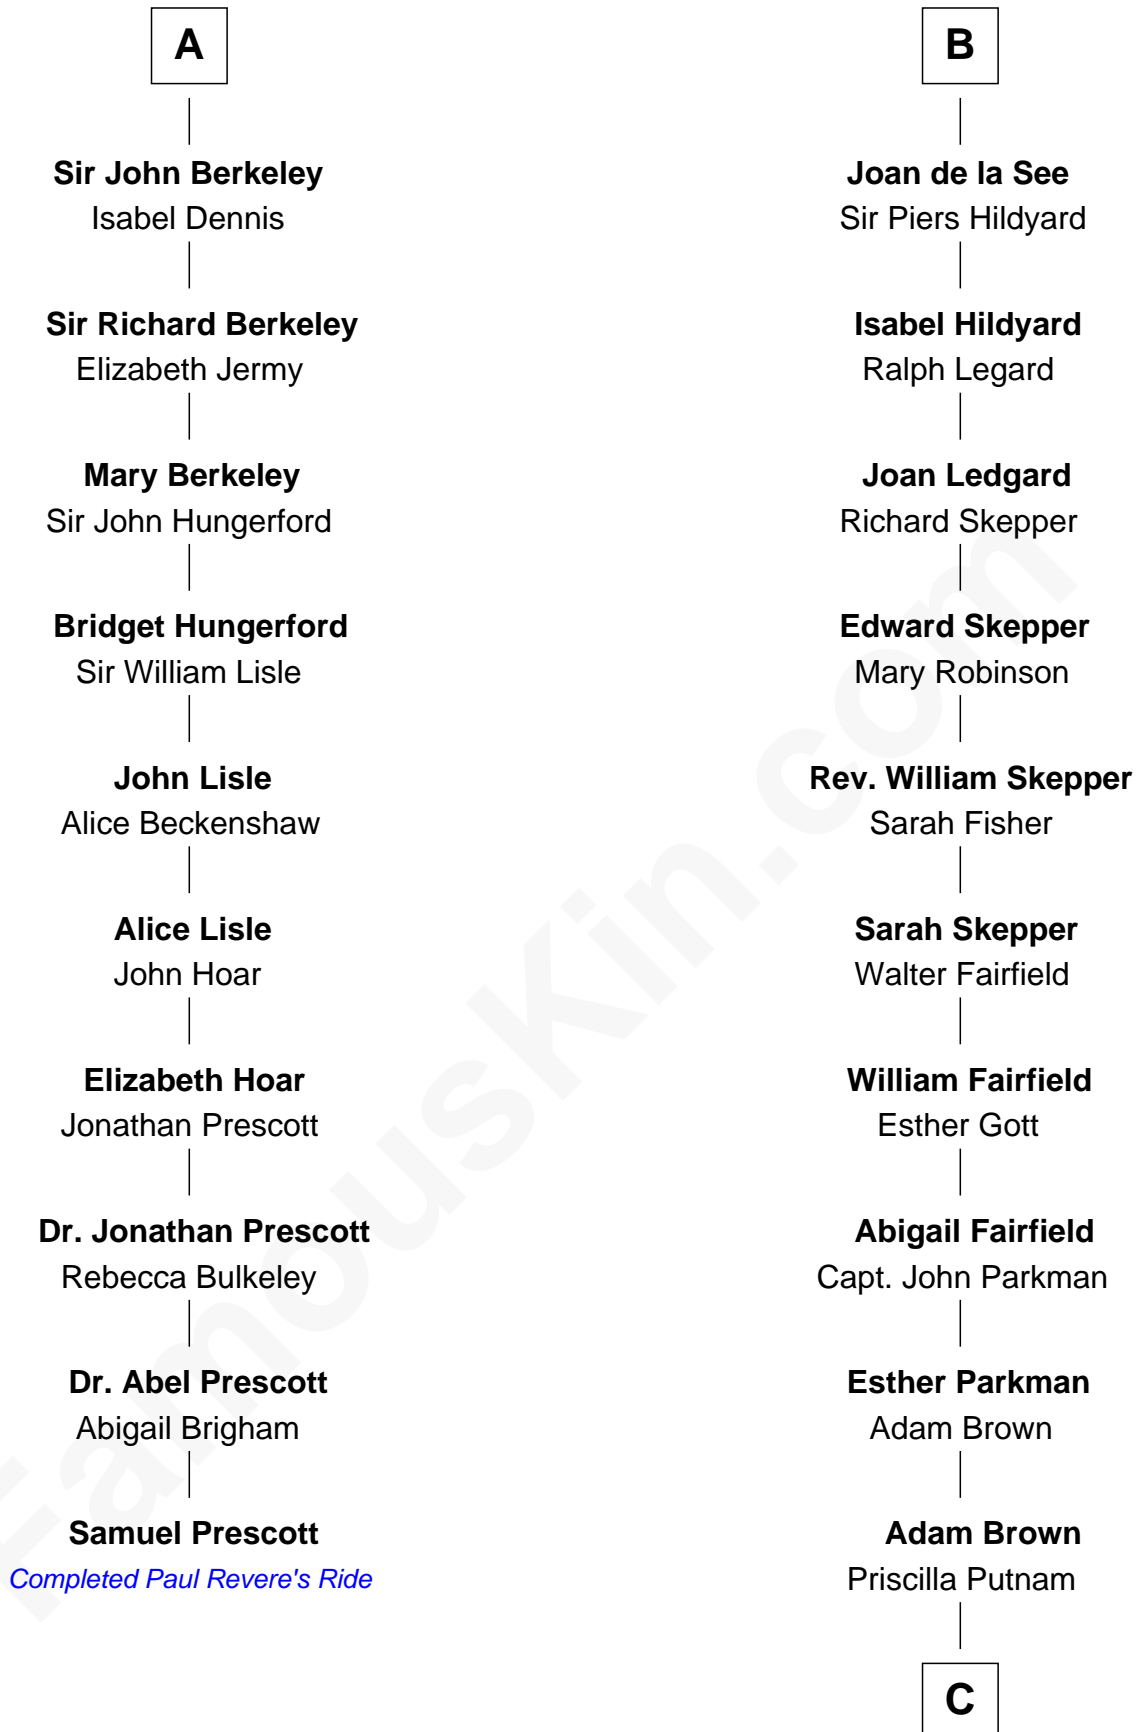 A
Sir John Berkeley
Isabel Dennis
Sir Richard Berkeley
Elizabeth Jermy
Mary Berkeley
Sir John Hungerford
Bridget Hungerford
Sir William Lisle
John Lisle
Alice Beckenshaw
Alice Lisle
John Hoar
Elizabeth Hoar
Jonathan Prescott
Dr. Jonathan Prescott
Rebecca Bulkeley
Dr. Abel Prescott
Abigail Brigham
Samuel Prescott
Completed Paul Revere's Ride
B
Joan de la See
Sir Piers Hildyard
Isabel Hildyard
Ralph Legard
Joan Ledgard
Richard Skepper
Edward Skepper
Mary Robinson
Rev. William Skepper
Sarah Fisher
Sarah Skepper
Walter Fairfield
William Fairfield
Esther Gott
Abigail Fairfield
Capt. John Parkman
Esther Parkman
Adam Brown
Adam Brown
Priscilla Putnam
C
FamousKin.com